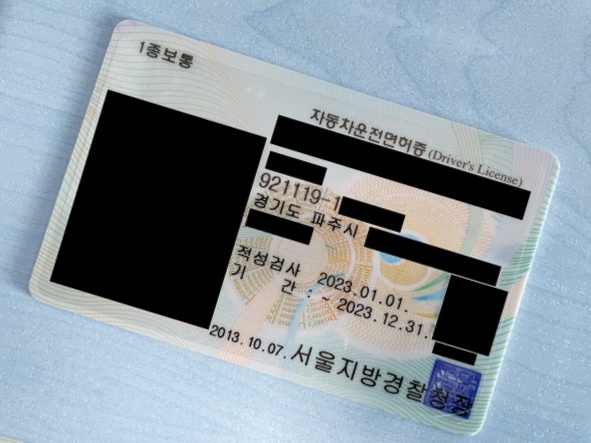 1종보통
자동차운전면허증 (Driver's License)
921119-1
경기도 파주시
적성검사 2023.01.01.
기 간 : ~ 2023.12.31.
2013.10.07. 서울지방경찰청장